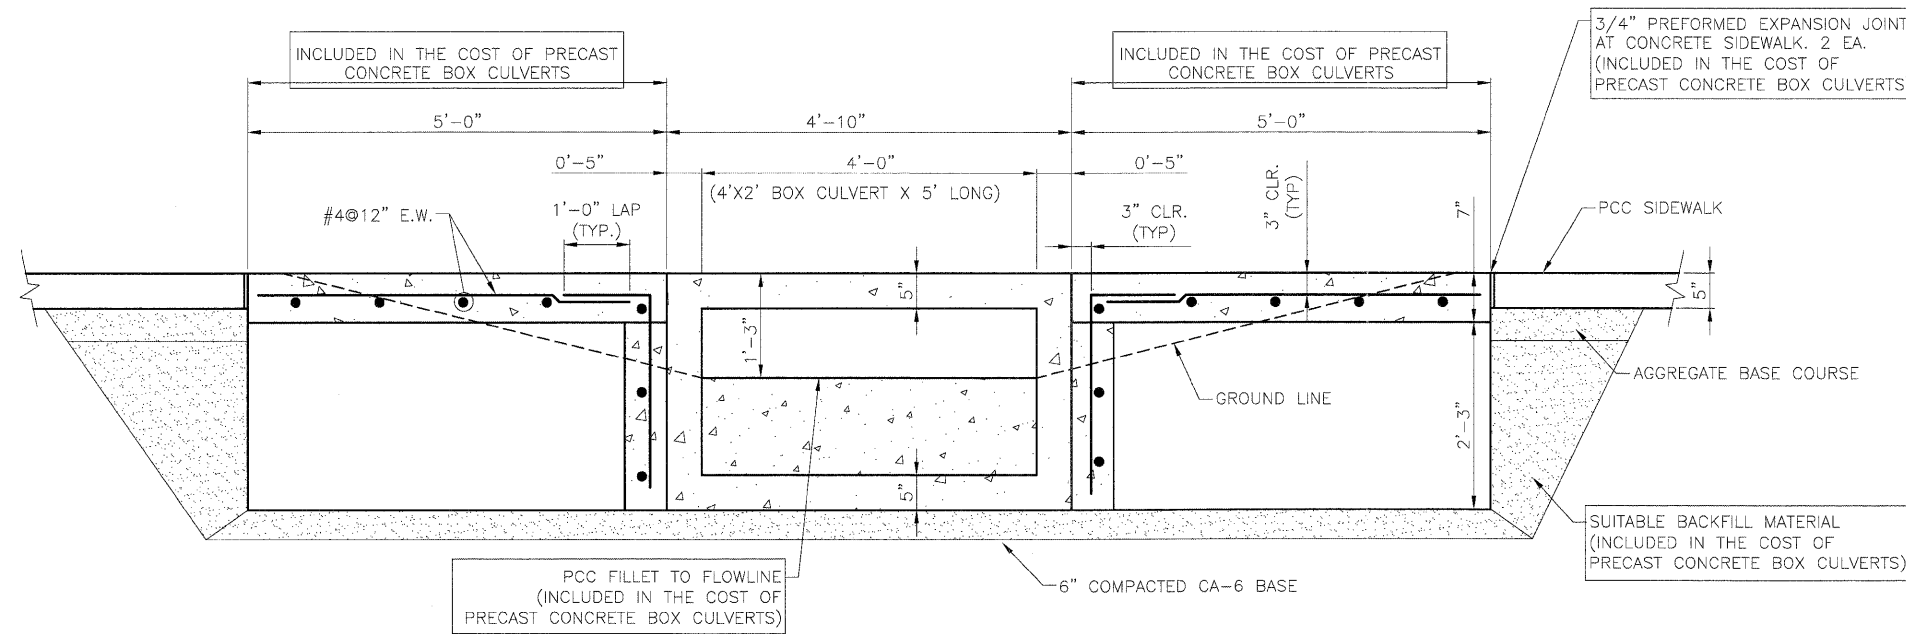 INCLUDED IN THE COST OF PRECAST
CONCRETE BOX CULVERTS
INCLUDED IN THE COST OF PRECAST
CONCRETE BOX CULVERTS
3/4" PREFORMED EXPANSION JOINT
AT CONCRETE SIDEWALK. 2 EA.
(INCLUDED IN THE COST OF
PRECAST CONCRETE BOX CULVERTS
5'-0"
4'-10"
5'-0"
0'-5"
4'-0"
0'-5"
(4'X2' BOX CULVERT X 5' LONG)
#4@12" E.W.
1'-0" LAP
(TYP.)
3" CLR.
(TYP)
3" CLR.
(TYP)
7"
PCC SIDEWALK
5"
1'-3"
5"
2'-3"
5"
GROUND LINE
AGGREGATE BASE COURSE
SUITABLE BACKFILL MATERIAL
(INCLUDED IN THE COST OF
PRECAST CONCRETE BOX CULVERTS)
PCC FILLET TO FLOWLINE
(INCLUDED IN THE COST OF
PRECAST CONCRETE BOX CULVERTS)
6" COMPACTED CA-6 BASE